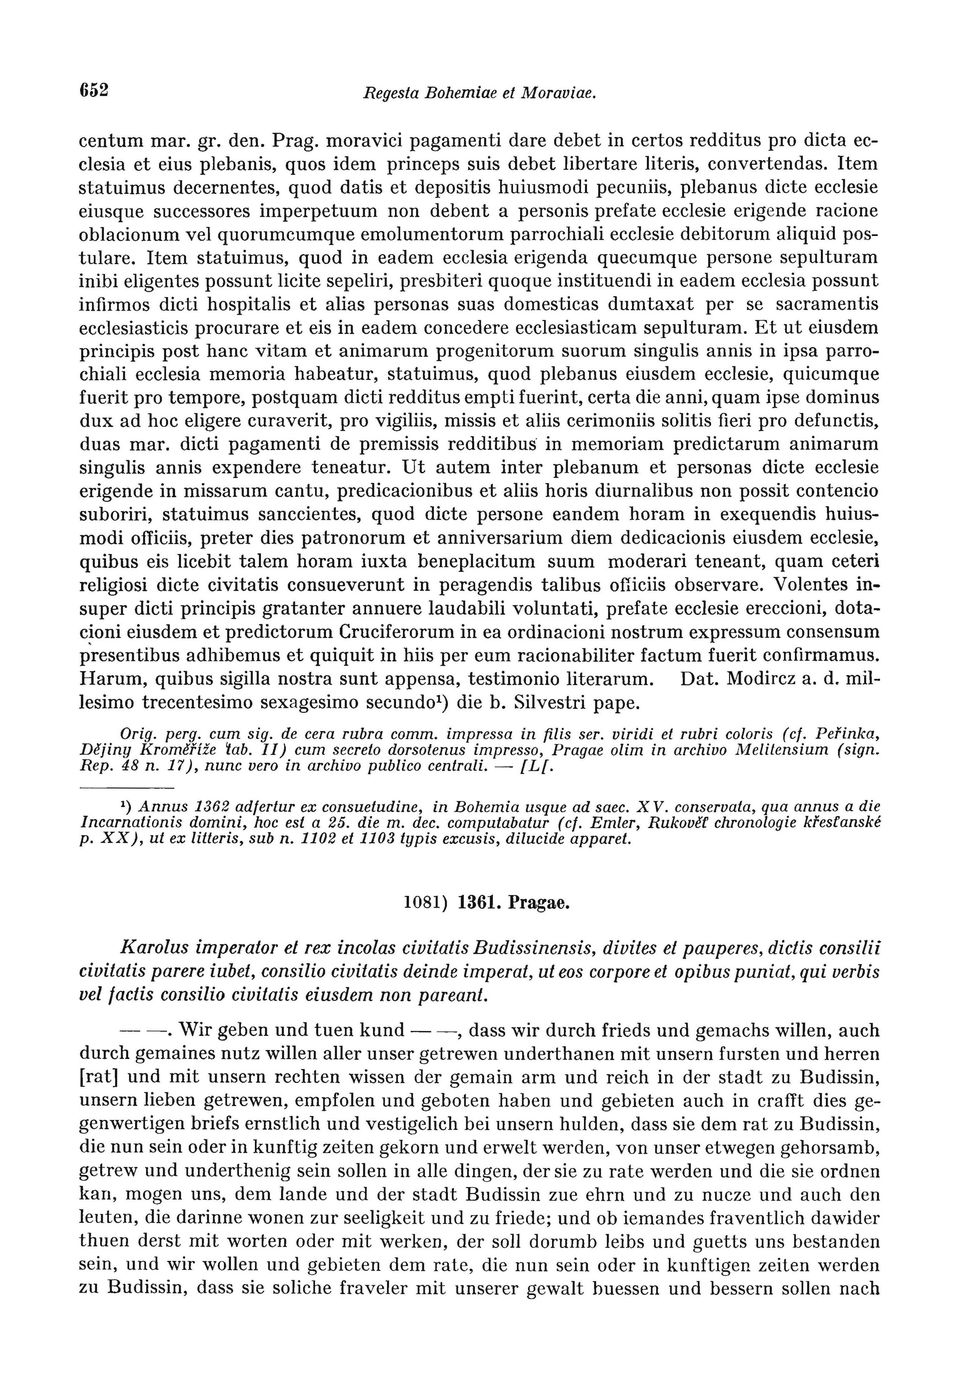 652
Regesta Bohemiae et Moraviae.
centum mar. gr. den. Prag. moravici pagamenti dare debet in certos redditus pro dicta ec-
clesia et eius plebanis, quos idem princeps suis debet libertare literis, convertendas. Item
statuimus decernentes, quod datis et depositis huiusmodi pecuniis, plebanus dicte ecclesie
eiusque successores imperpetuum non debent a personis prefate ecclesie erigende racione
oblacionum vel quorumcumque emolumentorum parrochiali ecclesie debitorum aliquid pos-
tulare. Item statuimus, quod in eadem ecclesia erigenda quecumque persone sepulturam
inibi eligentes possunt licite sepeliri, presbiteri quoque instituendi in eadem ecclesia possunt
infirmos dicti hospitalis et alias personas suas domesticas dumtaxat per se sacramentis
ecclesiasticis procurare et eis in eadem concedere ecclesiasticam sepulturam. Et ut eiusdem
principis post hanc vitam et animarum progenitorum suorum singulis annis in ipsa parro-
chiali ecclesia memoria habeatur, statuimus, quod plebanus eiusdem ecclesie, quicumque
fuerit pro tempore, postquam dicti redditus empti fuerint, certa die anni, quam ipse dominus
dux ad hoc eligere curaverit, pro vigiliis, missis et aliis cerimoniis solitis fieri pro defunctis,
duas mar. dicti pagamenti de premissis redditibus in memoriam predictarum animarum
singulis annis expendere teneatur. Ut autem inter plebanum et personas dicte ecclesie
erigende in missarum cantu, predicacionibus et aliis horis diurnalibus non possit contencio
suboriri, statuimus sanccientes, quod dicte persone eandem horam in exequendis huius-
modi officiis, preter dies patronorum et anniversarium diem dedicacionis eiusdem ecclesie,
quibus eis licebit talem horam iuxta beneplacitum suum moderari teneant, quam ceteri
religiosi dicte civitatis consueverunt in peragendis talibus officiis observare. Volentes in-
super dicti principis gratanter annuere laudabili voluntati, prefate ecclesie ereccioni, dota-
cioni eiusdem et predictorum Cruciferorum in ea ordinacioni nostrum expressum consensum
presentibus adhibemus et quiquit in hiis per eum racionabiliter factum fuerit confirmamus.
Harum, quibus sigilla nostra sunt appensa, testimonio literarum. Dat. Modircz a. d. mil-
lesimo trecentesimo sexagesimo secundo¹) die b. Silvestri pape.
Orig. perg. cum sig. de cera rubra comm. impressa in filis ser. viridi et rubri coloris (cf. Peřinka,
Dějiny Kroměříže tab. II) cum secreto dorsotenus impresso, Pragae olim in archivo Melitensium (sign.
Rep. 48 n. 17), nunc vero in archivo publico centrali. — [L[.
¹) Annus 1362 adfertur ex consuetudine, in Bohemia usque ad saec. XV. conservata, qua annus a die
Incarnationis domini, hoc est a 25. die m. dec. computabatur (cf. Emler, Rukověť chronologie křesťanské
p. XX), ut ex litteris, sub n. 1102 et 1103 typis excusis, dilucide apparet.
1081) 1361. Pragae.
Karolus imperator et rex incolas civitatis Budissinensis, divites et pauperes, dictis consilii
civitatis parere iubet, consilio civitatis deinde imperat, ut eos corpore et opibus puniat, qui verbis
vel factis consilio civitatis eiusdem non pareant.
— —. Wir geben und tuen kund — —, dass wir durch frieds und gemachs willen, auch
durch gemaines nutz willen aller unser getrewen underthanen mit unsern fursten und herren
[rat] und mit unsern rechten wissen der gemain arm und reich in der stadt zu Budissin,
unsern lieben getrewen, empfolen und geboten haben und gebieten auch in crafft dies ge-
genwertigen briefs ernstlich und vestigelich bei unsern hulden, dass sie dem rat zu Budissin,
die nun sein oder in kunftig zeiten gekorn und erwelt werden, von unser etwegen gehorsamb,
getrew und underthenig sein sollen in alle dingen, der sie zu rate werden und die sie ordnen
kan, mogen uns, dem lande und der stadt Budissin zue ehrn und zu nucze und auch den
leuten, die darinne wonen zur seeligkeit und zu friede; und ob iemandes fraventlich dawider
thuen derst mit worten oder mit werken, der soll dorumb leibs und guetts uns bestanden
sein, und wir wollen und gebieten dem rate, die nun sein oder in kunftigen zeiten werden
zu Budissin, dass sie soliche fraveler mit unserer gewalt buessen und bessern sollen nach